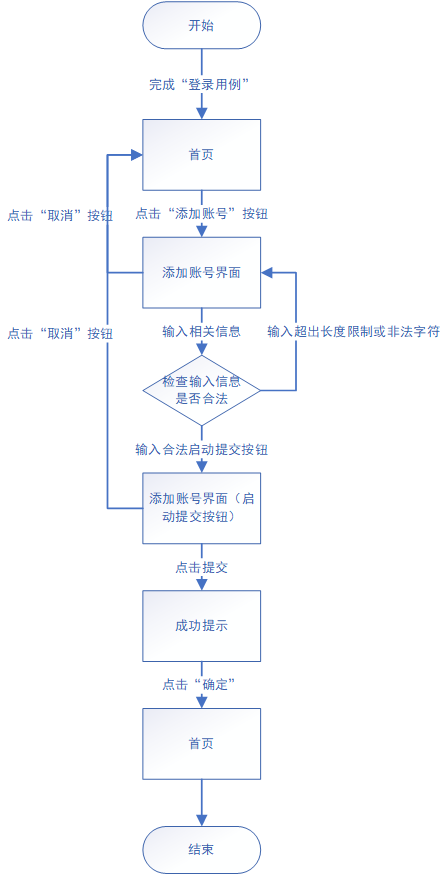 开始
完成“登录用例”
首页
点击“取消”按钮
点击“添加账号”按钮
添加账号界面
点击“取消”按钮
输入相关信息
输入超出长度限制或非法字符
检查输入信息
是否合法
输入合法启动提交按钮
添加账号界面（启
动提交按钮）
点击提交
成功提示
点击“确定”
首页
结束